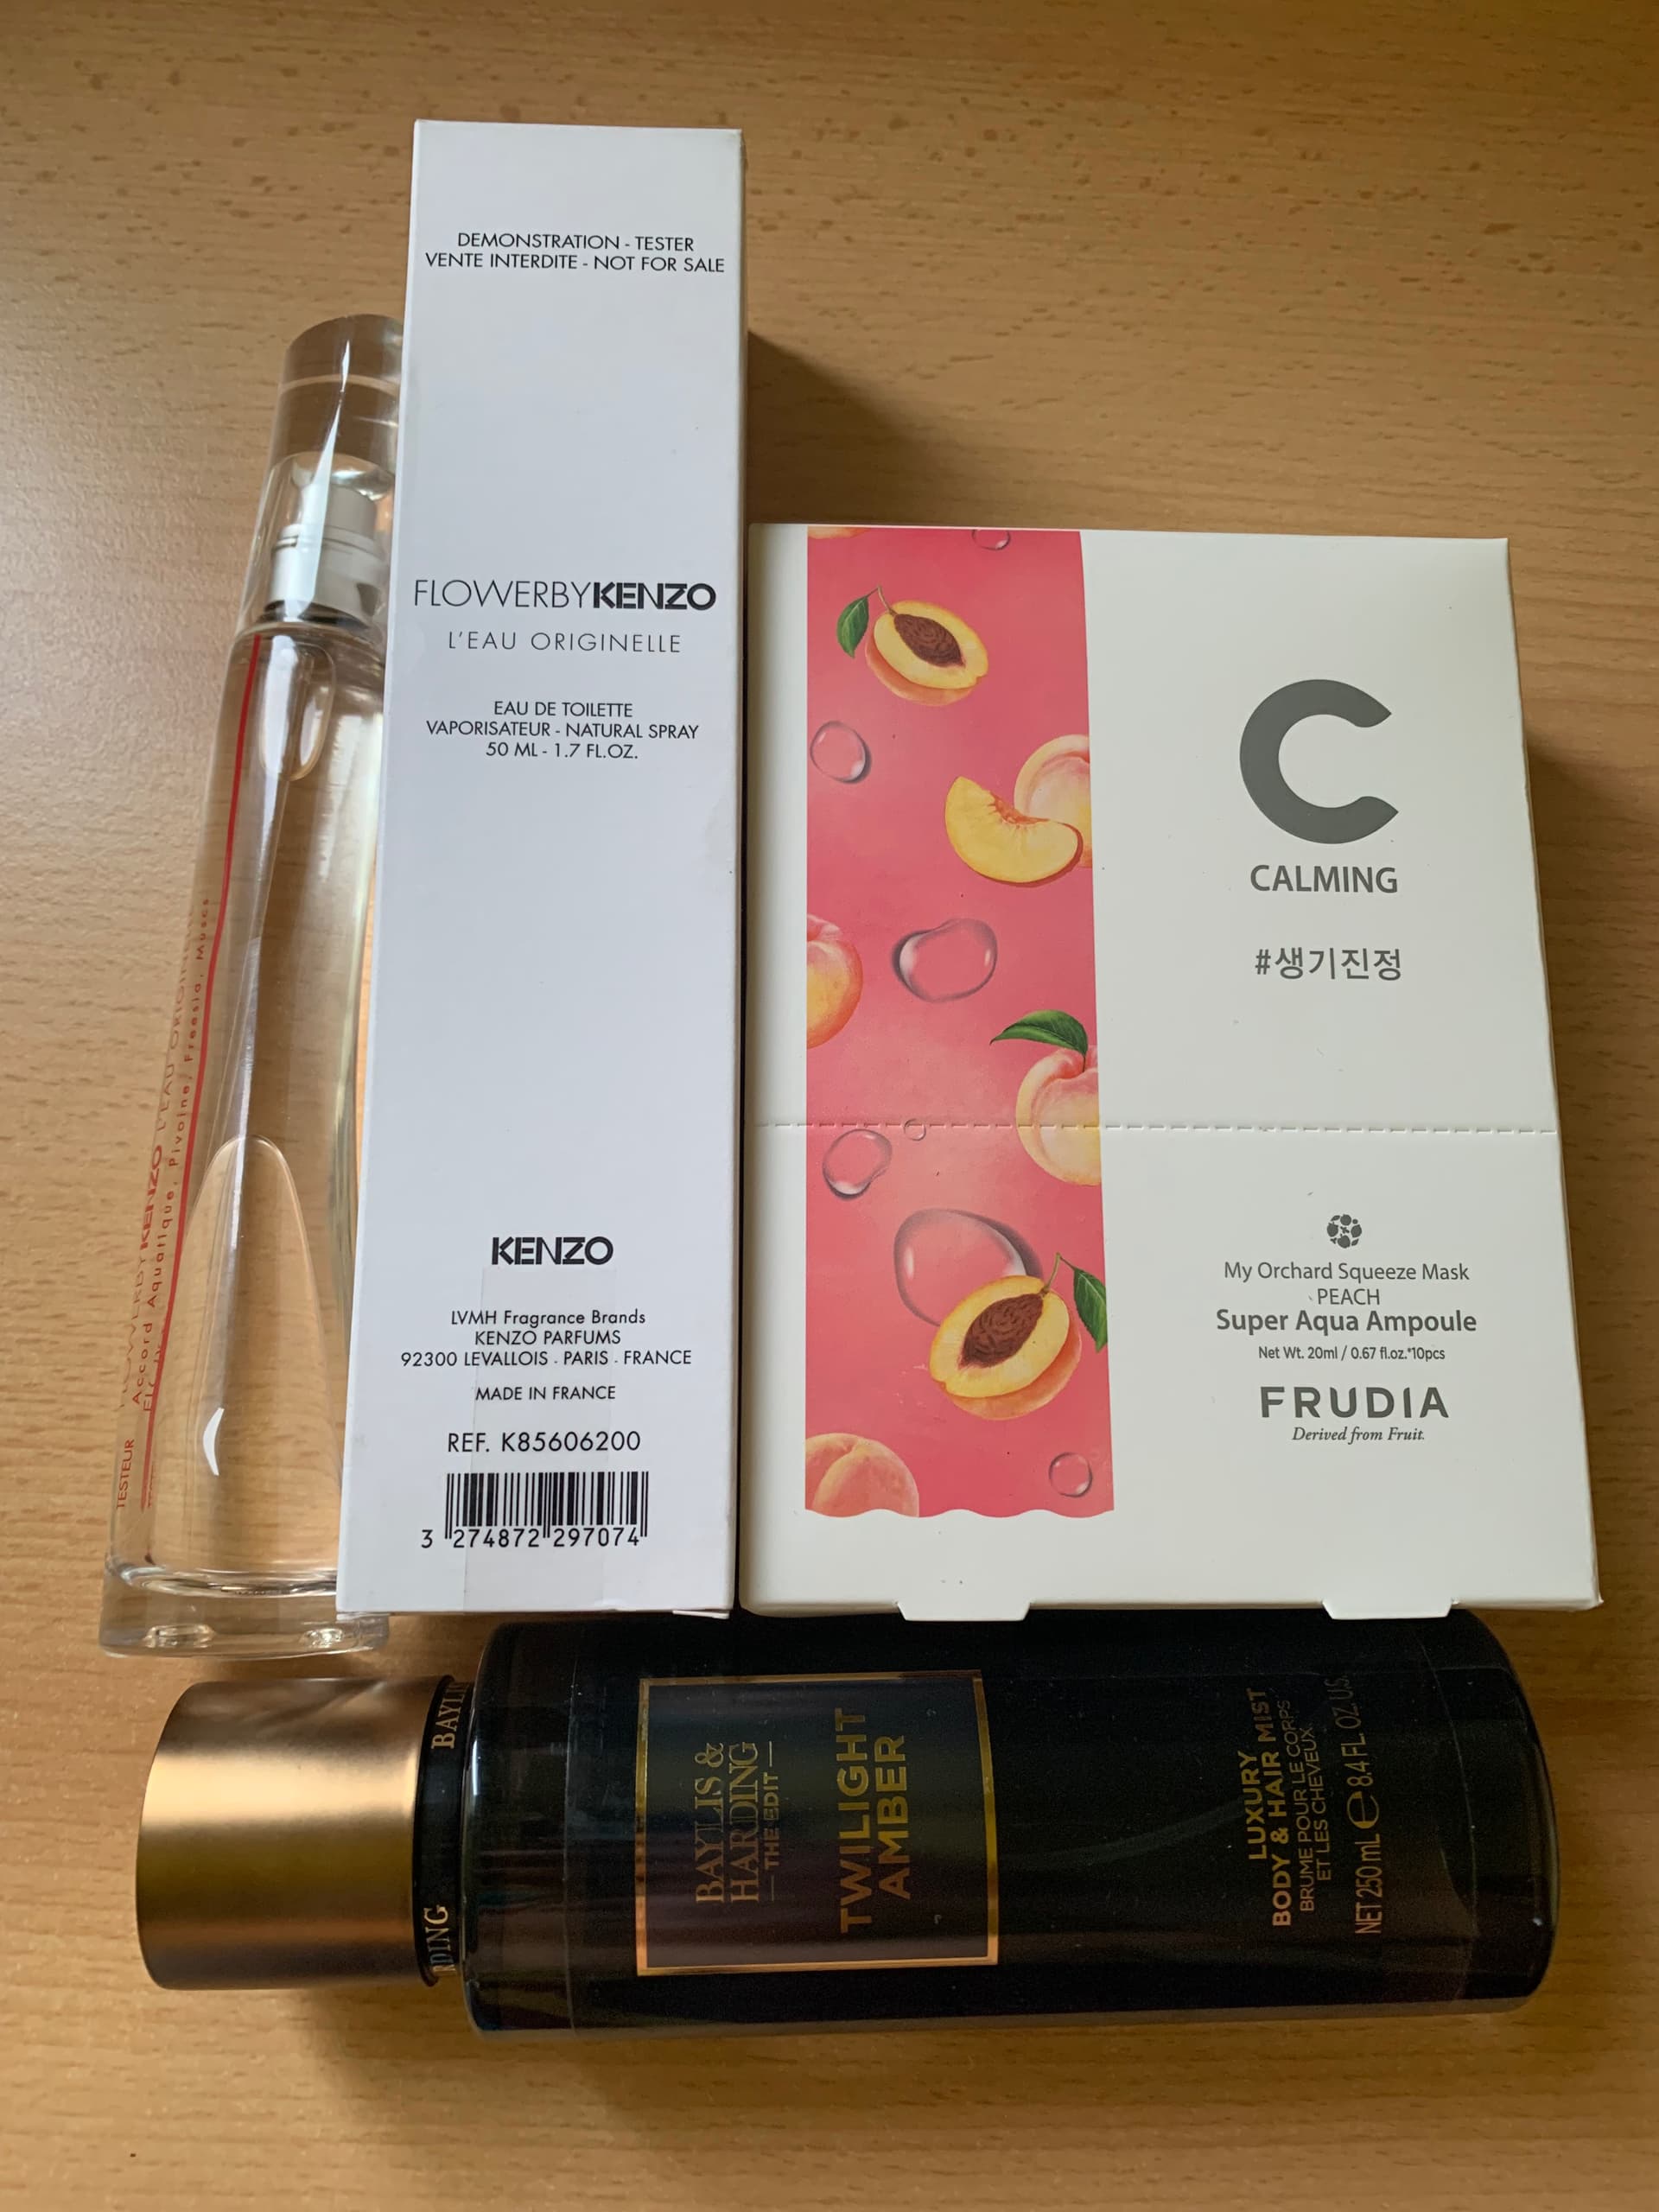 DEMONSTRATION - TESTER
VENTE INTERDITE - NOT FOR SALE
FLOWERBYKENZO
L'EAU ORIGINELLE
EAU DE TOILETTE
VAPORISATEUR - NATURAL SPRAY
50 ML - 1.7 FL.OZ.
KENZO
LVMH Fragrance Brands
KENZO PARFUMS
92300 LEVALLOIS - PARIS - FRANCE
MADE IN FRANCE
REF. K85606200
3 274872 297074
FLOWERBYKENZO L'EAU ORIGINELLE
Accord Aquatique, Pivoine, Freesia, Muscs
TESTEUR
C
CALMING
#생기진정
My Orchard Squeeze Mask
PEACH
Super Aqua Ampoule
Net Wt. 20ml / 0.67 fl.oz.*10pcs
FRUDIA
Derived from Fruit.
BAYLIS &
HARDING
THE EDIT
TWILIGHT
AMBER
LUXURY
BODY & HAIR MIST
BRUME POUR LE CORPS
ET LES CHEVEUX.
NET 250 mL ℮ 8.4 FL. OZ. U.S.